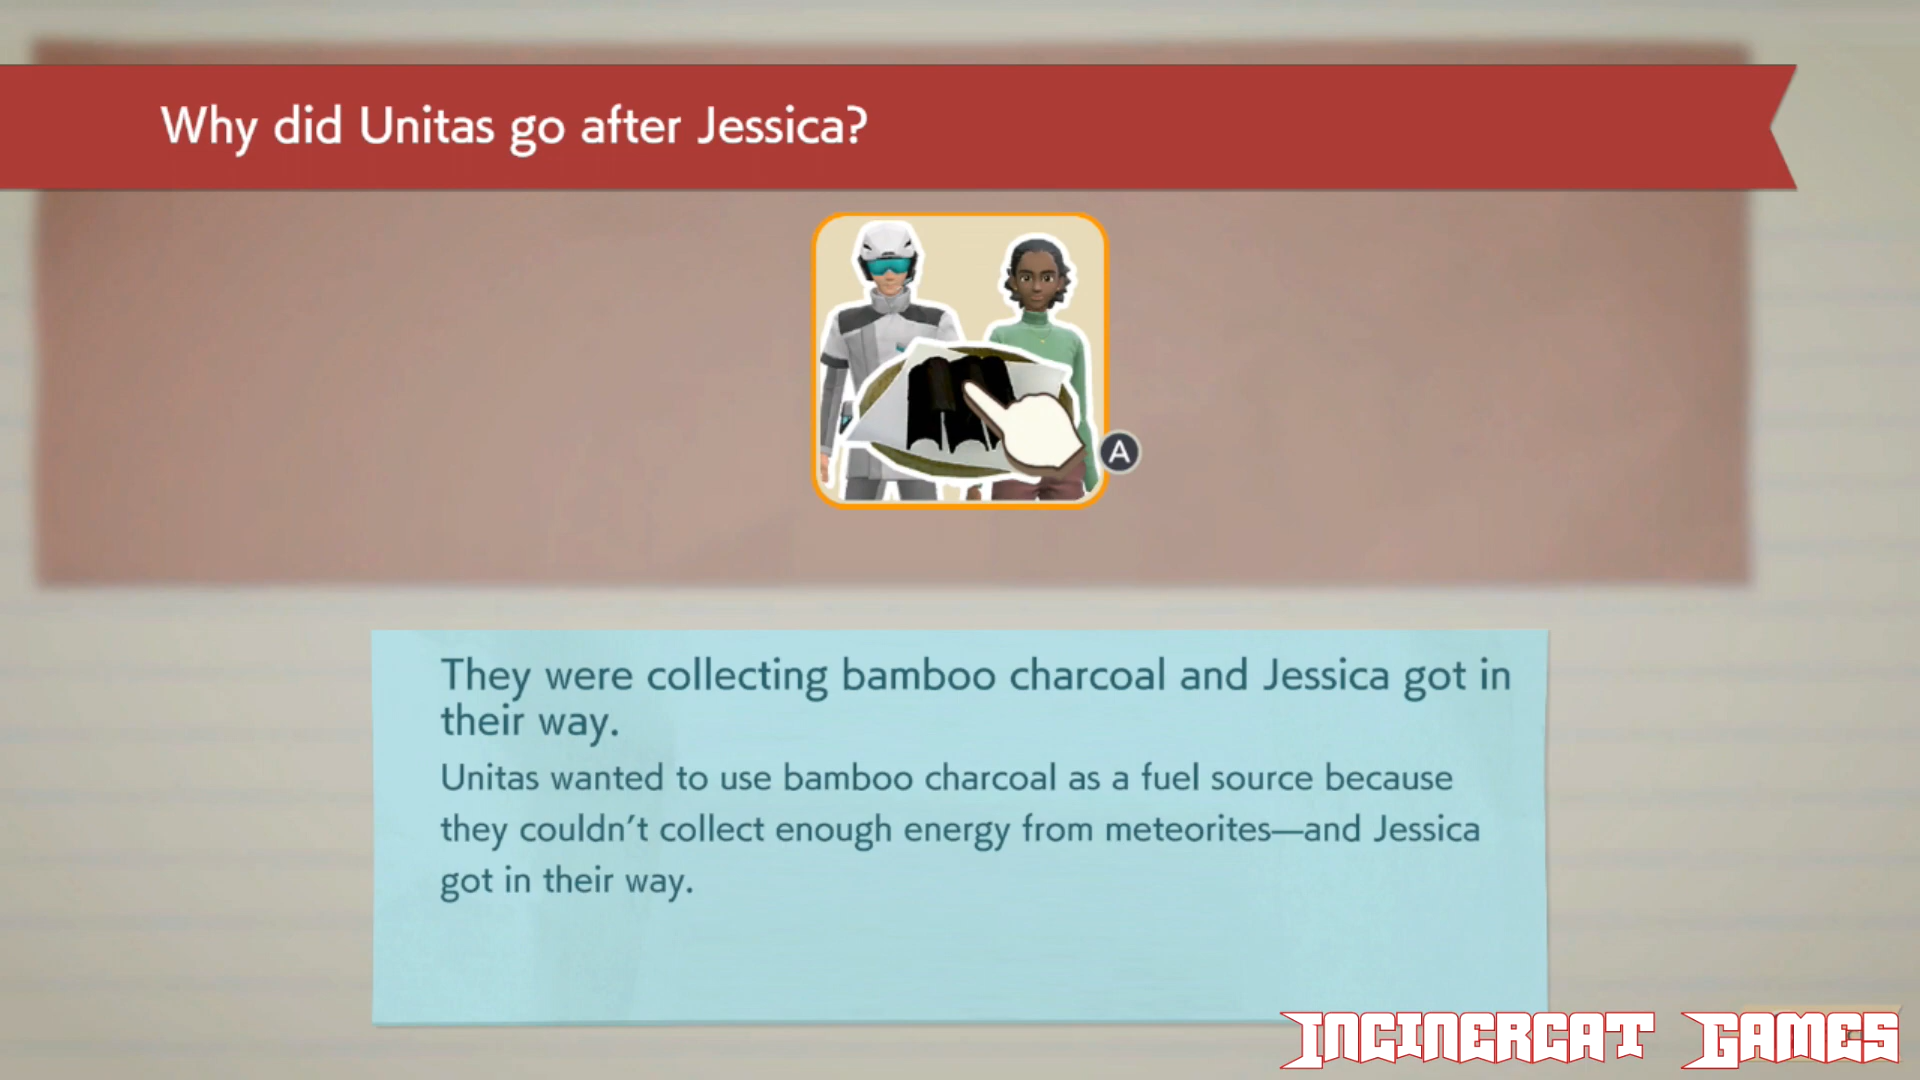 Why did Unitas go after Jessica?
A
They were collecting bamboo charcoal and Jessica got in
their way.
Unitas wanted to use bamboo charcoal as a fuel source because
they couldn't collect enough energy from meteorites—and Jessica
got in their way.
INCINERCAT GAMES